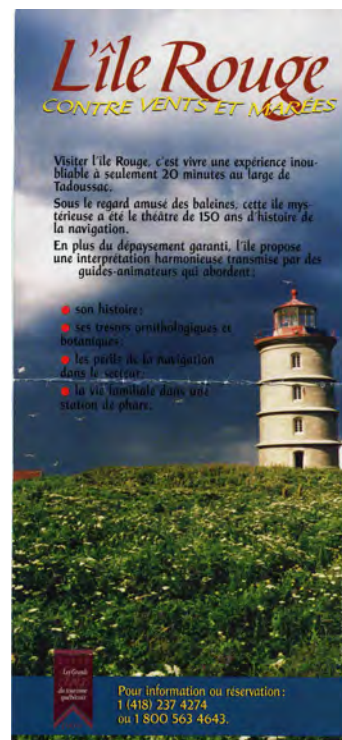 L'île Rouge
CONTRE VENTS ET MARÉES
Visiter l'île Rouge, c'est vivre une expérience inou-
bliable à seulement 20 minutes au large de
Tadoussac.
Sous le regard amusé des baleines, cette île mys-
térieuse a été le théâtre de 150 ans d'histoire de
la navigation.
En plus du dépaysement garanti, l'île propose
une interprétation harmonieuse transmise par des
guides-animateurs qui abordent:
son histoire;
ses trésors ornithologiques et
botaniques;
les périls de la navigation
dans le secteur;
la vie familiale dans une
station de phare.
Les Grands
du tourisme
québécois
Pour information ou réservation:
1 (418) 237 4274
ou 1 800 563 4643.